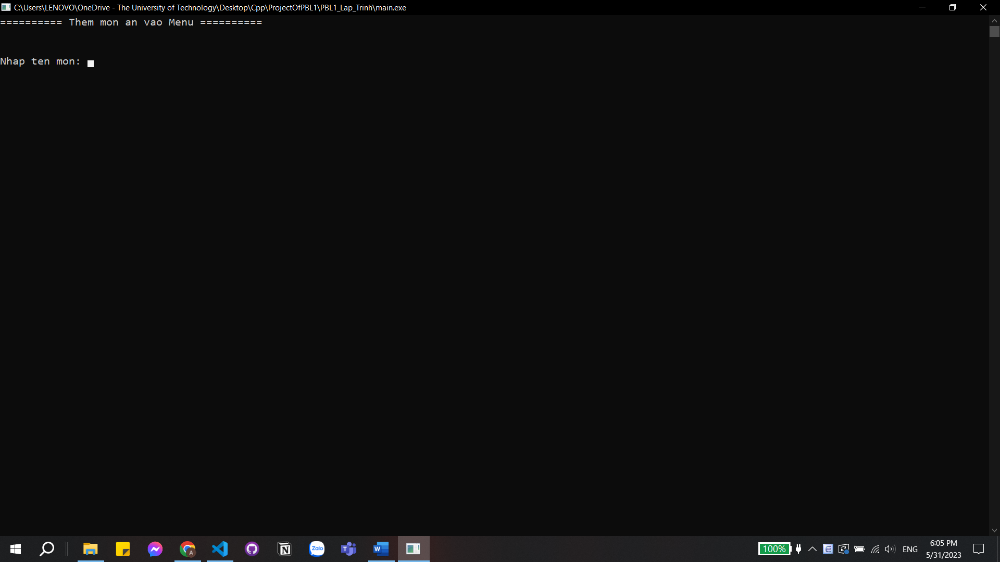 C:\Users\LENOVO\OneDrive - The University of Technology\Desktop\Cpp\ProjectOfPBL1\PBL1_Lap_Trinh\main.exe
========== Them mon an vao Menu ==========
Nhap ten mon:
Zalo
T
W
A
N
E
100%
ENG
6:05 PM
5/31/2023